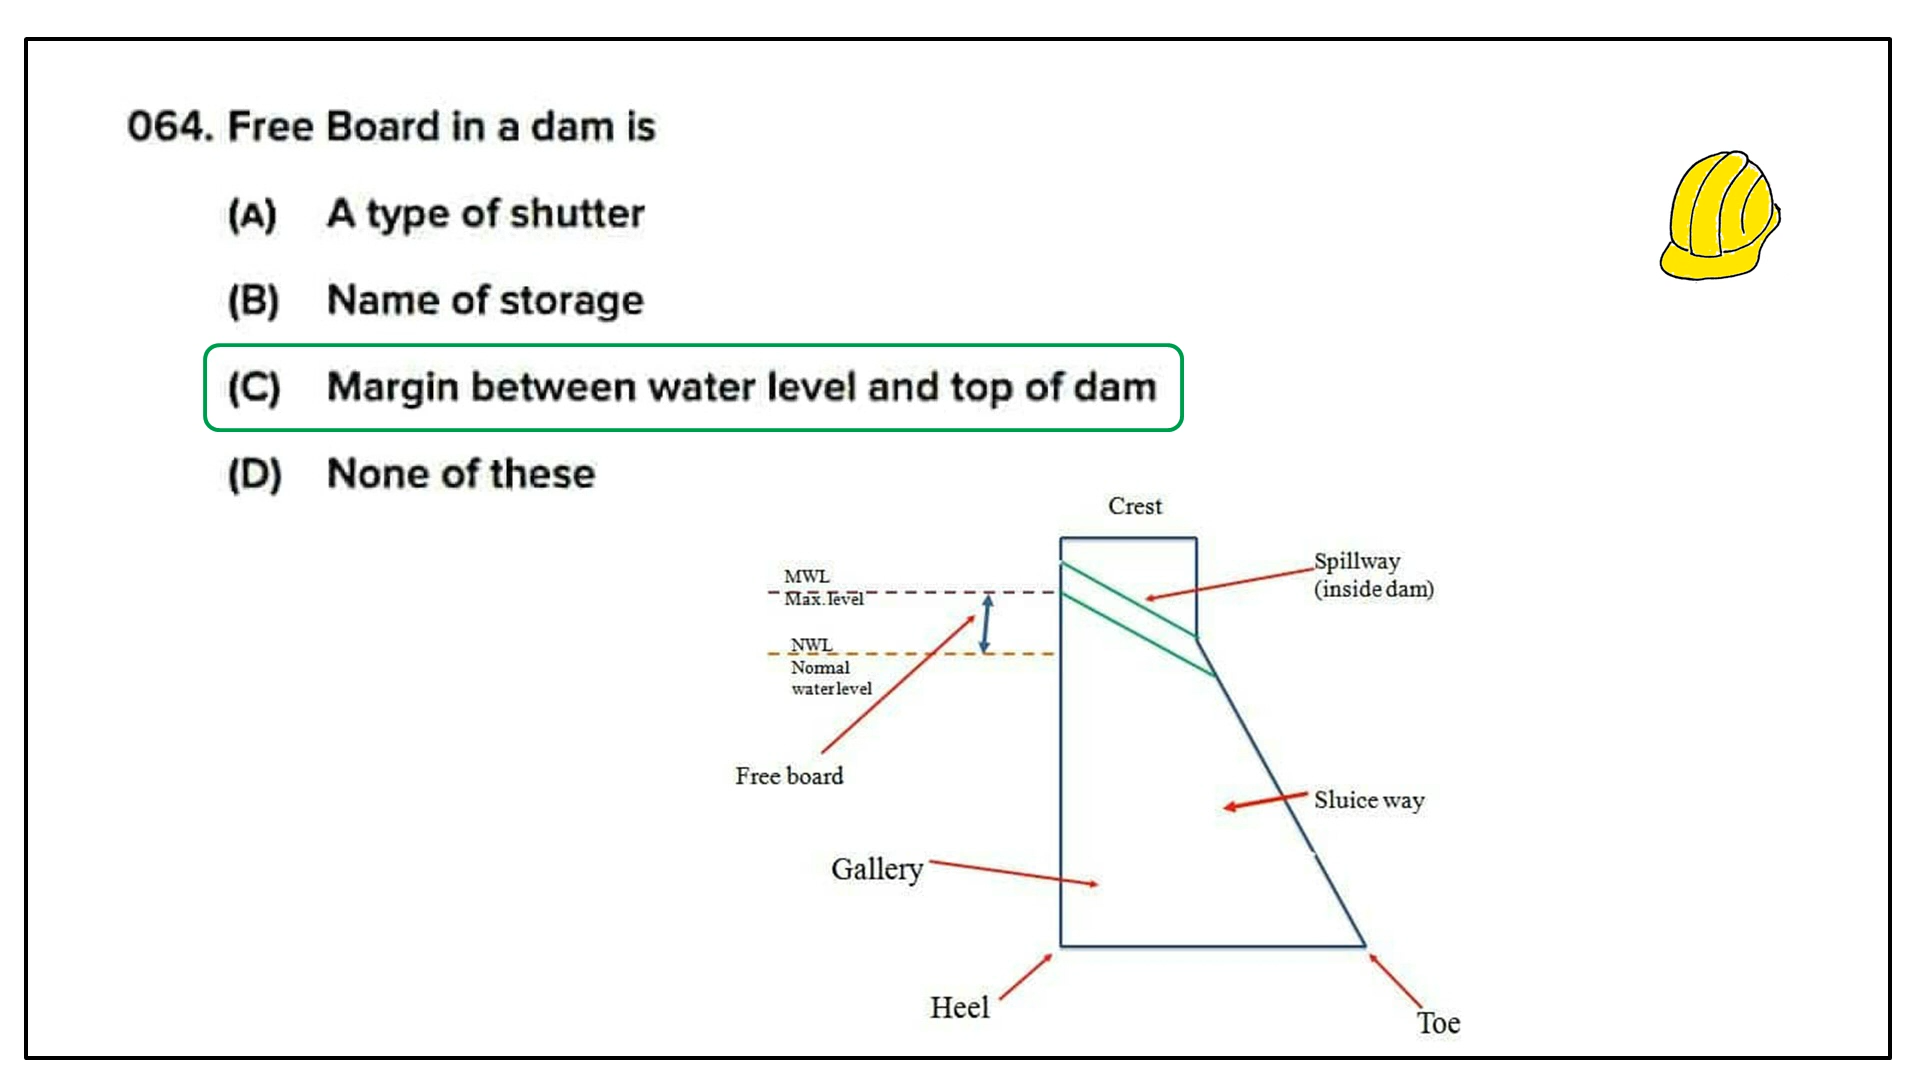 064. Free Board in a dam is
(A) A type of shutter
(B) Name of storage
(C) Margin between water level and top of dam
(D) None of these
Crest
MWL
Max. level
Spillway
(inside dam)
NWL
Normal
water level
Free board
Sluice way
Gallery
Heel
Toe